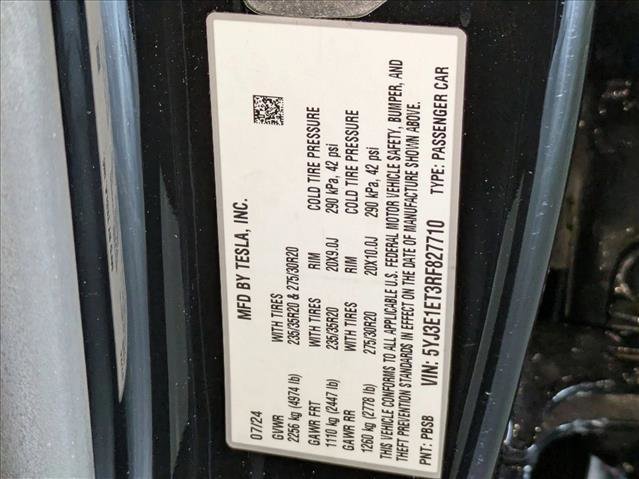 MFD BY TESLA, INC.
07/24
GVWR WITH TIRES
2256 kg (4974 lb) 235/35R20 & 275/30R20
GAWR FRT WITH TIRES RIM COLD TIRE PRESSURE
1110 kg (2447 lb) 235/35R20 20X9.0J 290 kPa, 42 psi
GAWR RR WITH TIRES RIM COLD TIRE PRESSURE
1260 kg (2778 lb) 275/30R20 20X10.0J 290 kPa, 42 psi
THIS VEHICLE CONFORMS TO ALL APPLICABLE U.S. FEDERAL MOTOR VEHICLE SAFETY, BUMPER, AND
THEFT PREVENTION STANDARDS IN EFFECT ON THE DATE OF MANUFACTURE SHOWN ABOVE.
VIN: 5YJ3E1ET3RF827710
PNT: PBSB TYPE: PASSENGER CAR